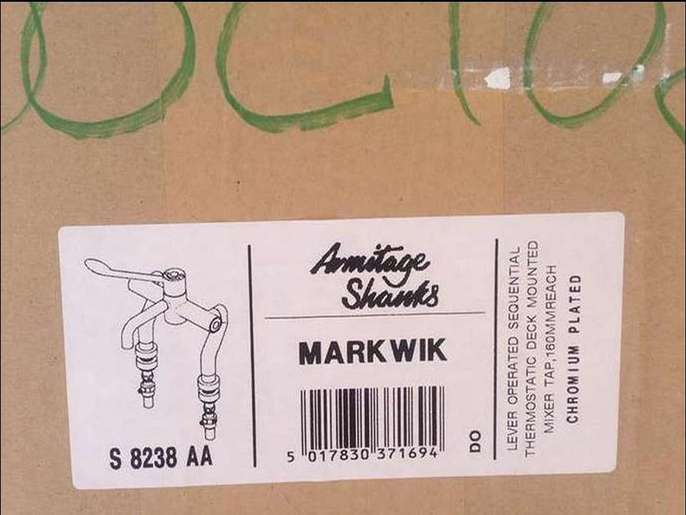 Armitage
Shanks
MARKWIK
S 8238 AA
5 017830 371694
DO
LEVER OPERATED SEQUENTIAL
THERMOSTATIC DECK MOUNTED
MIXER TAP,160MMREACH
CHROMIUM PLATED